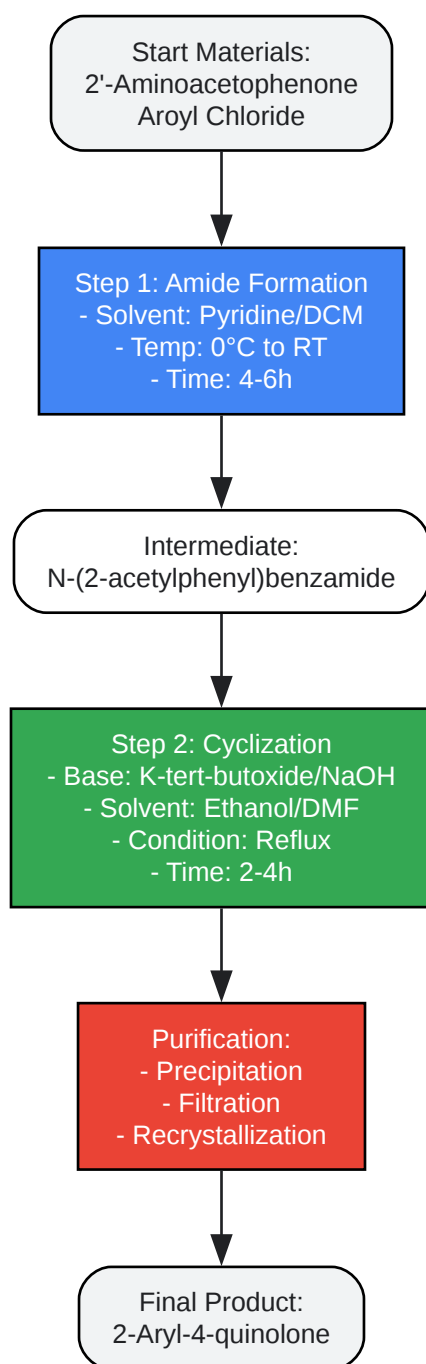 Start Materials:
2'-Aminoacetophenone
Aroyl Chloride
Step 1: Amide Formation
- Solvent: Pyridine/DCM
- Temp: 0°C to RT
- Time: 4-6h
Intermediate:
N-(2-acetylphenyl)benzamide
Step 2: Cyclization
- Base: K-tert-butoxide/NaOH
- Solvent: Ethanol/DMF
- Condition: Reflux
- Time: 2-4h
Purification:
- Precipitation
- Filtration
- Recrystallization
Final Product:
2-Aryl-4-quinolone